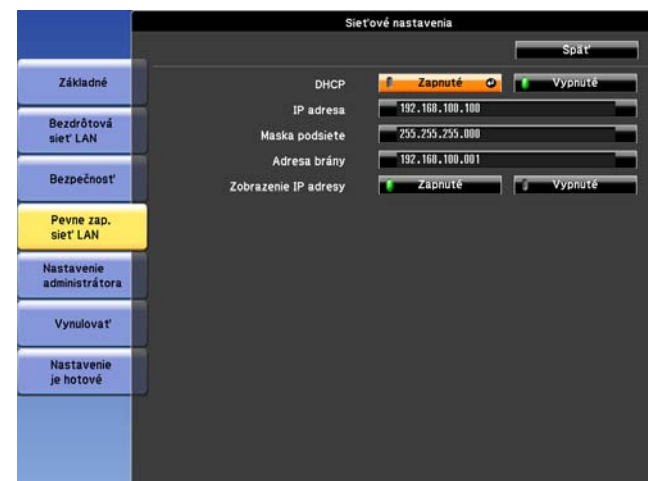 Sieťové nastavenia
Späť
Základné
Bezdrôtová
sieť LAN
Bezpečnosť
Pevne zap.
sieť LAN
Nastavenie
administrátora
Vynulovať
Nastavenie
je hotové
DHCP Zapnuté Vypnuté
IP adresa 192.168.100.100
Maska podsiete 255.255.255.000
Adresa brány 192.168.100.001
Zobrazenie IP adresy Zapnuté Vypnuté